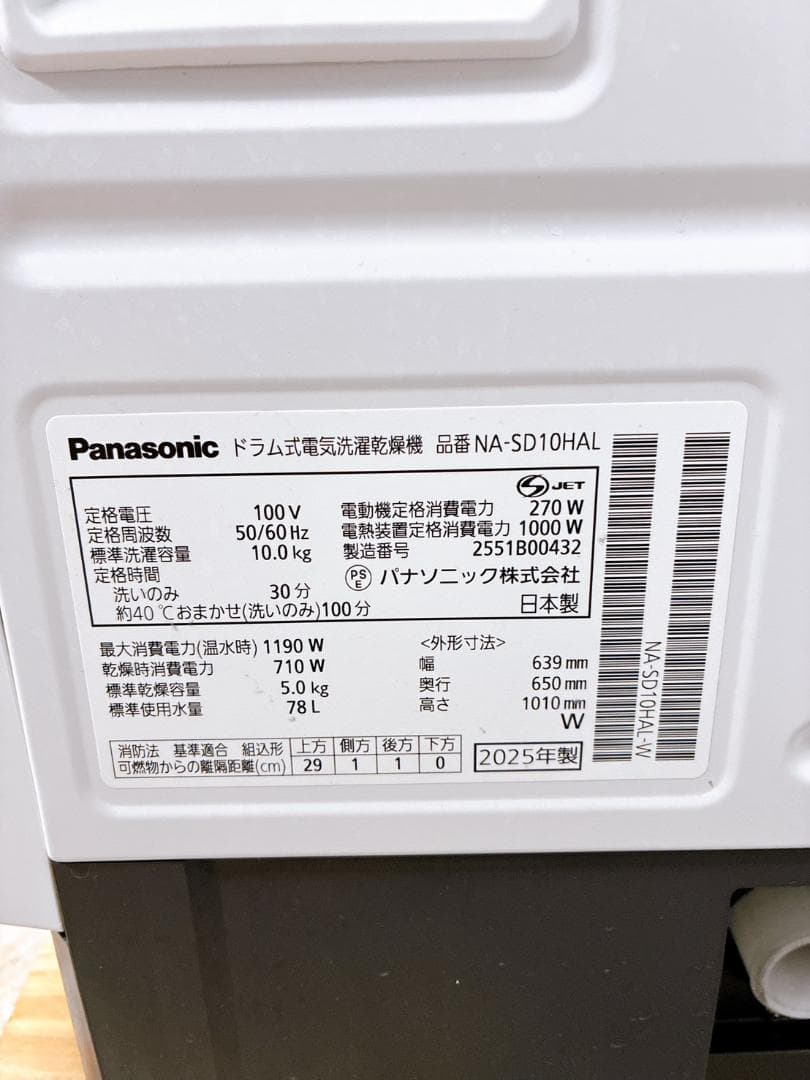 Panasonic ドラム式電気洗濯乾燥機 品番 NA-SD10HAL
S JET
定格電圧 100 V 電動機定格消費電力 270 W
定格周波数 50/60 Hz 電熱装置定格消費電力 1000 W
標準洗濯容量 10.0 kg 製造番号 2551B00432
定格時間
洗いのみ 30 分
PS E パナソニック株式会社
約40℃おまかせ(洗いのみ)100 分 日本製
最大消費電力(温水時) 1190 W <外形寸法>
乾燥時消費電力 710 W 幅 639 mm
標準乾燥容量 5.0 kg 奥行 650 mm
標準使用水量 78 L 高さ 1010 mm
W
消防法 基準適合 組込形 上方 側方 後方 下方
可燃物からの離隔距離(cm) 29 1 1 0
2025年製
NA-SD10HAL-W